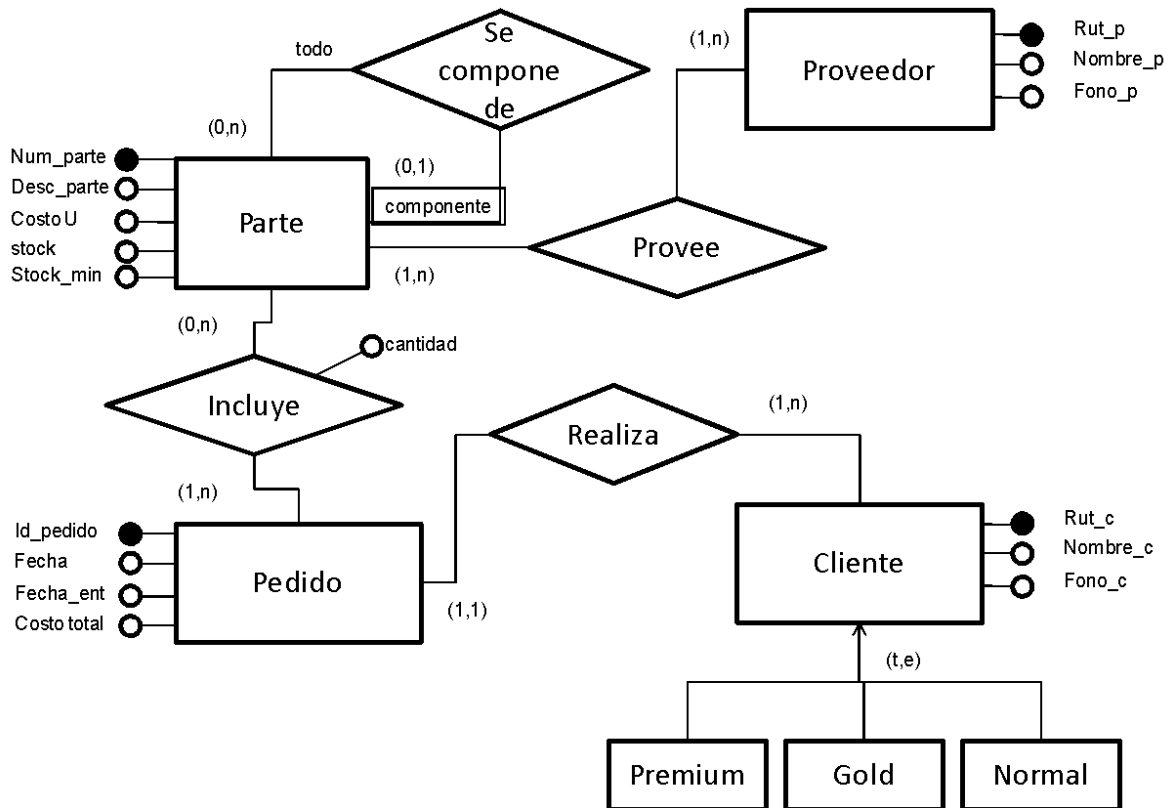 todo
Se
compone
de
(1,n)
Proveedor
Rut_p
Nombre_p
Fono_p
(0,n)
(0,1)
componente
Num_parte
Desc_parte
Costo U
stock
Stock_min
Parte
(1,n)
Provee
(0,n)
cantidad
Incluye
Realiza
(1,n)
(1,n)
Id_pedido
Fecha
Fecha_ent
Costo total
Pedido
(1,1)
Cliente
Rut_c
Nombre_c
Fono_c
(t,e)
Premium
Gold
Normal